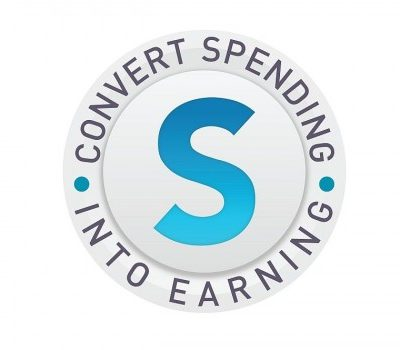 CONVERT SPENDING
S
INTO EARNING